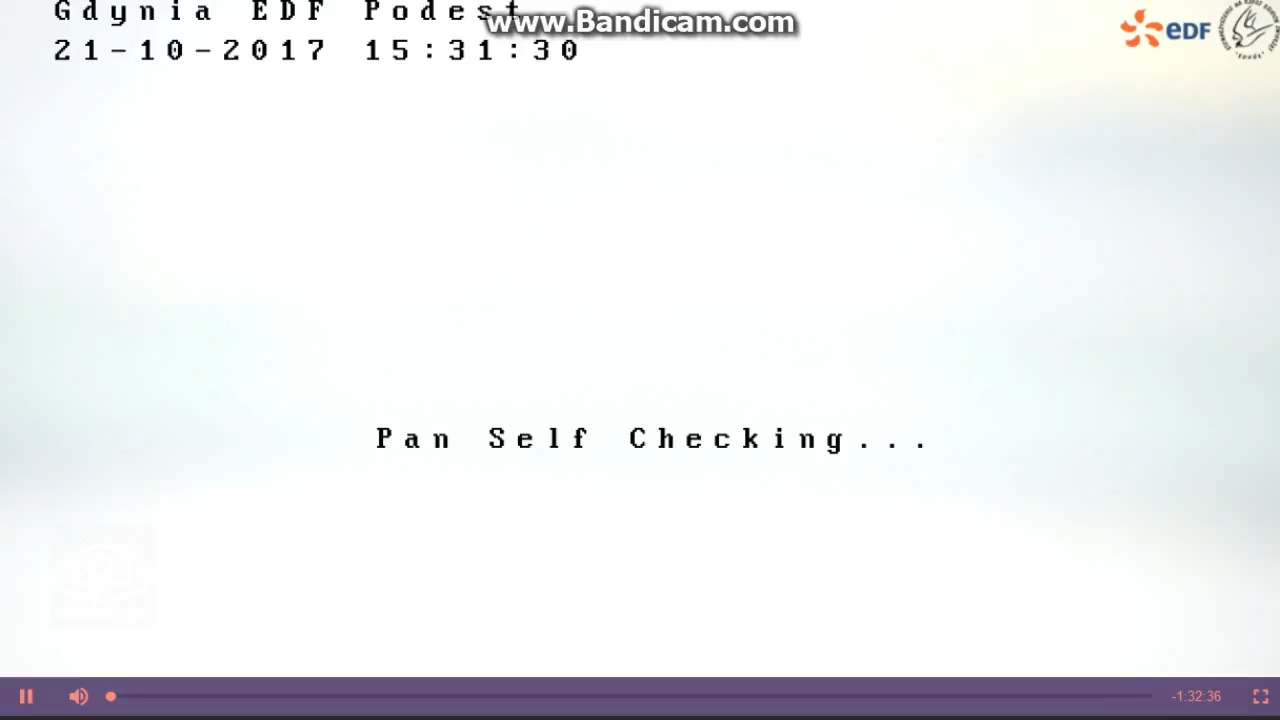 Gdynia EDF Podest
www.Bandicam.com
21-10-2017 15:31:30
eDF
Pan Self Checking...
-1:32:36